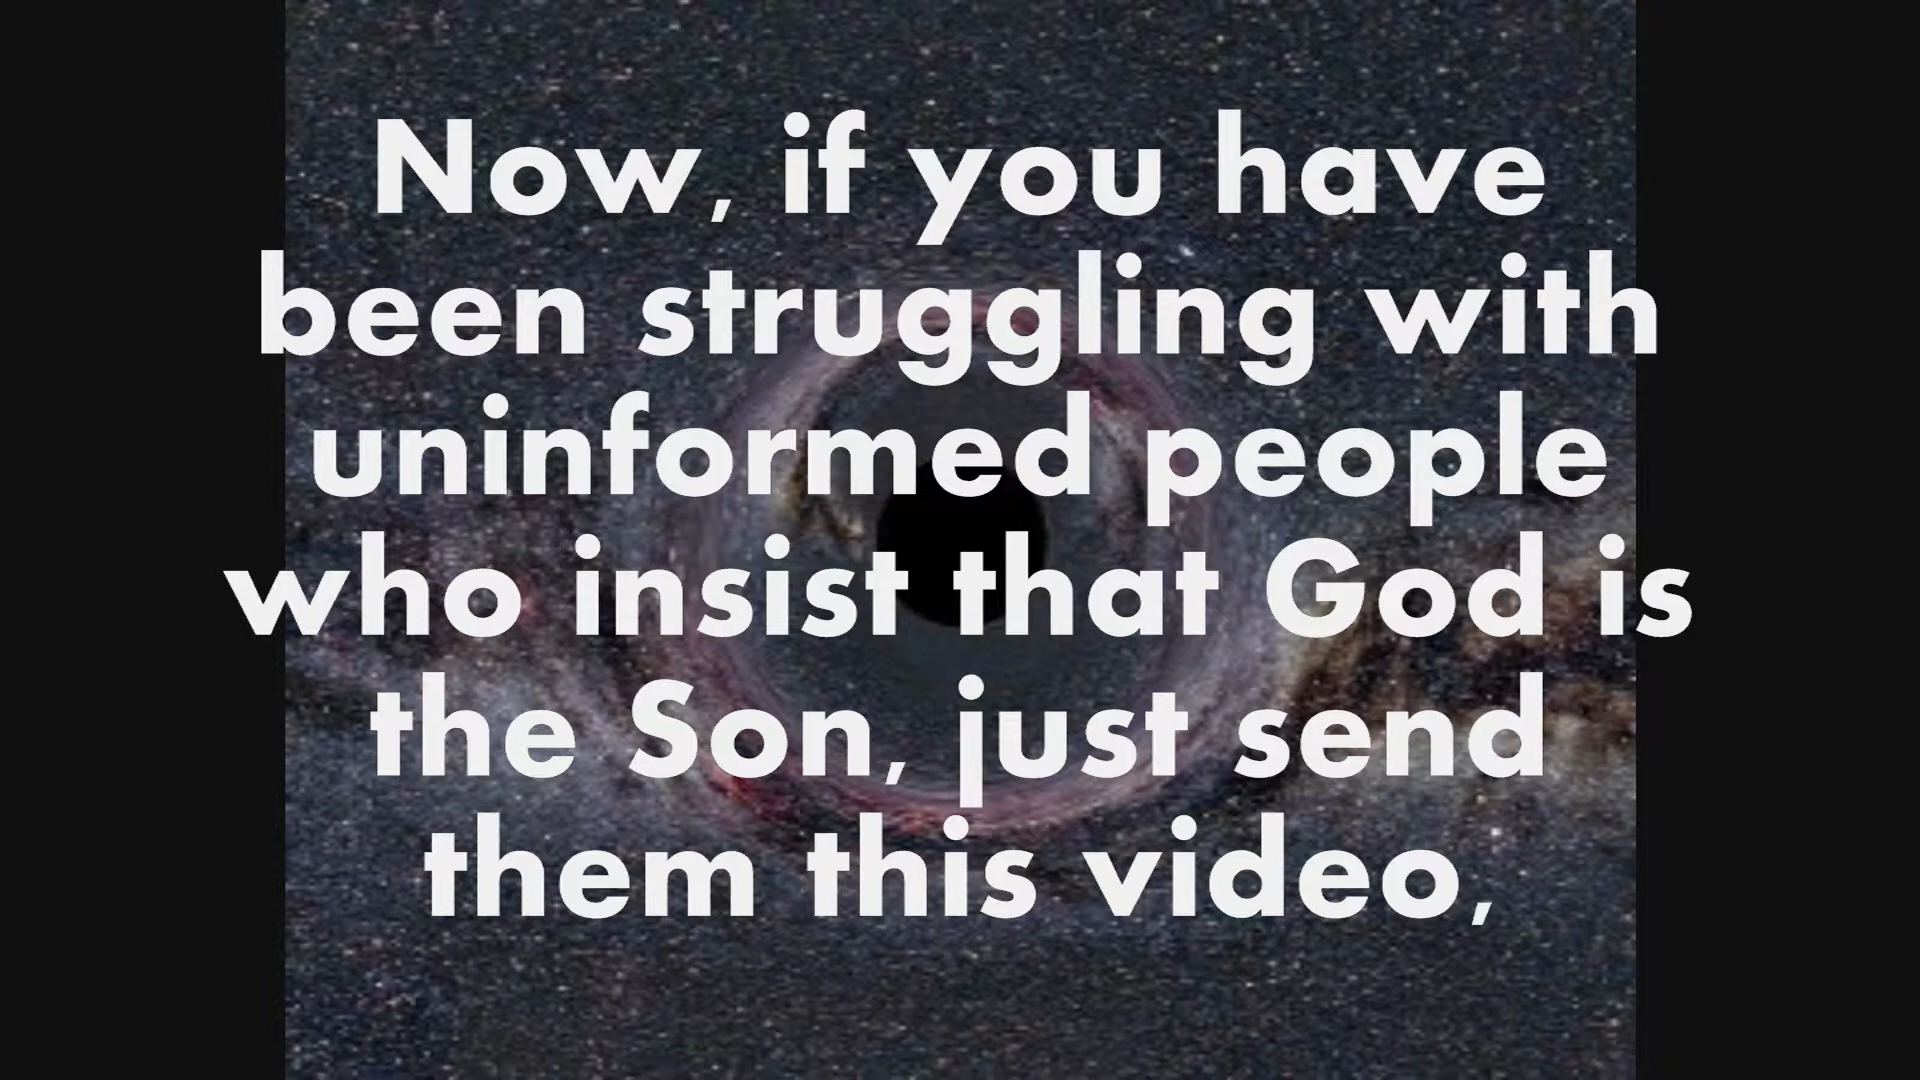 Now, if you have
been struggling with
uninformed people
who insist that God is
the Son, just send
them this video,